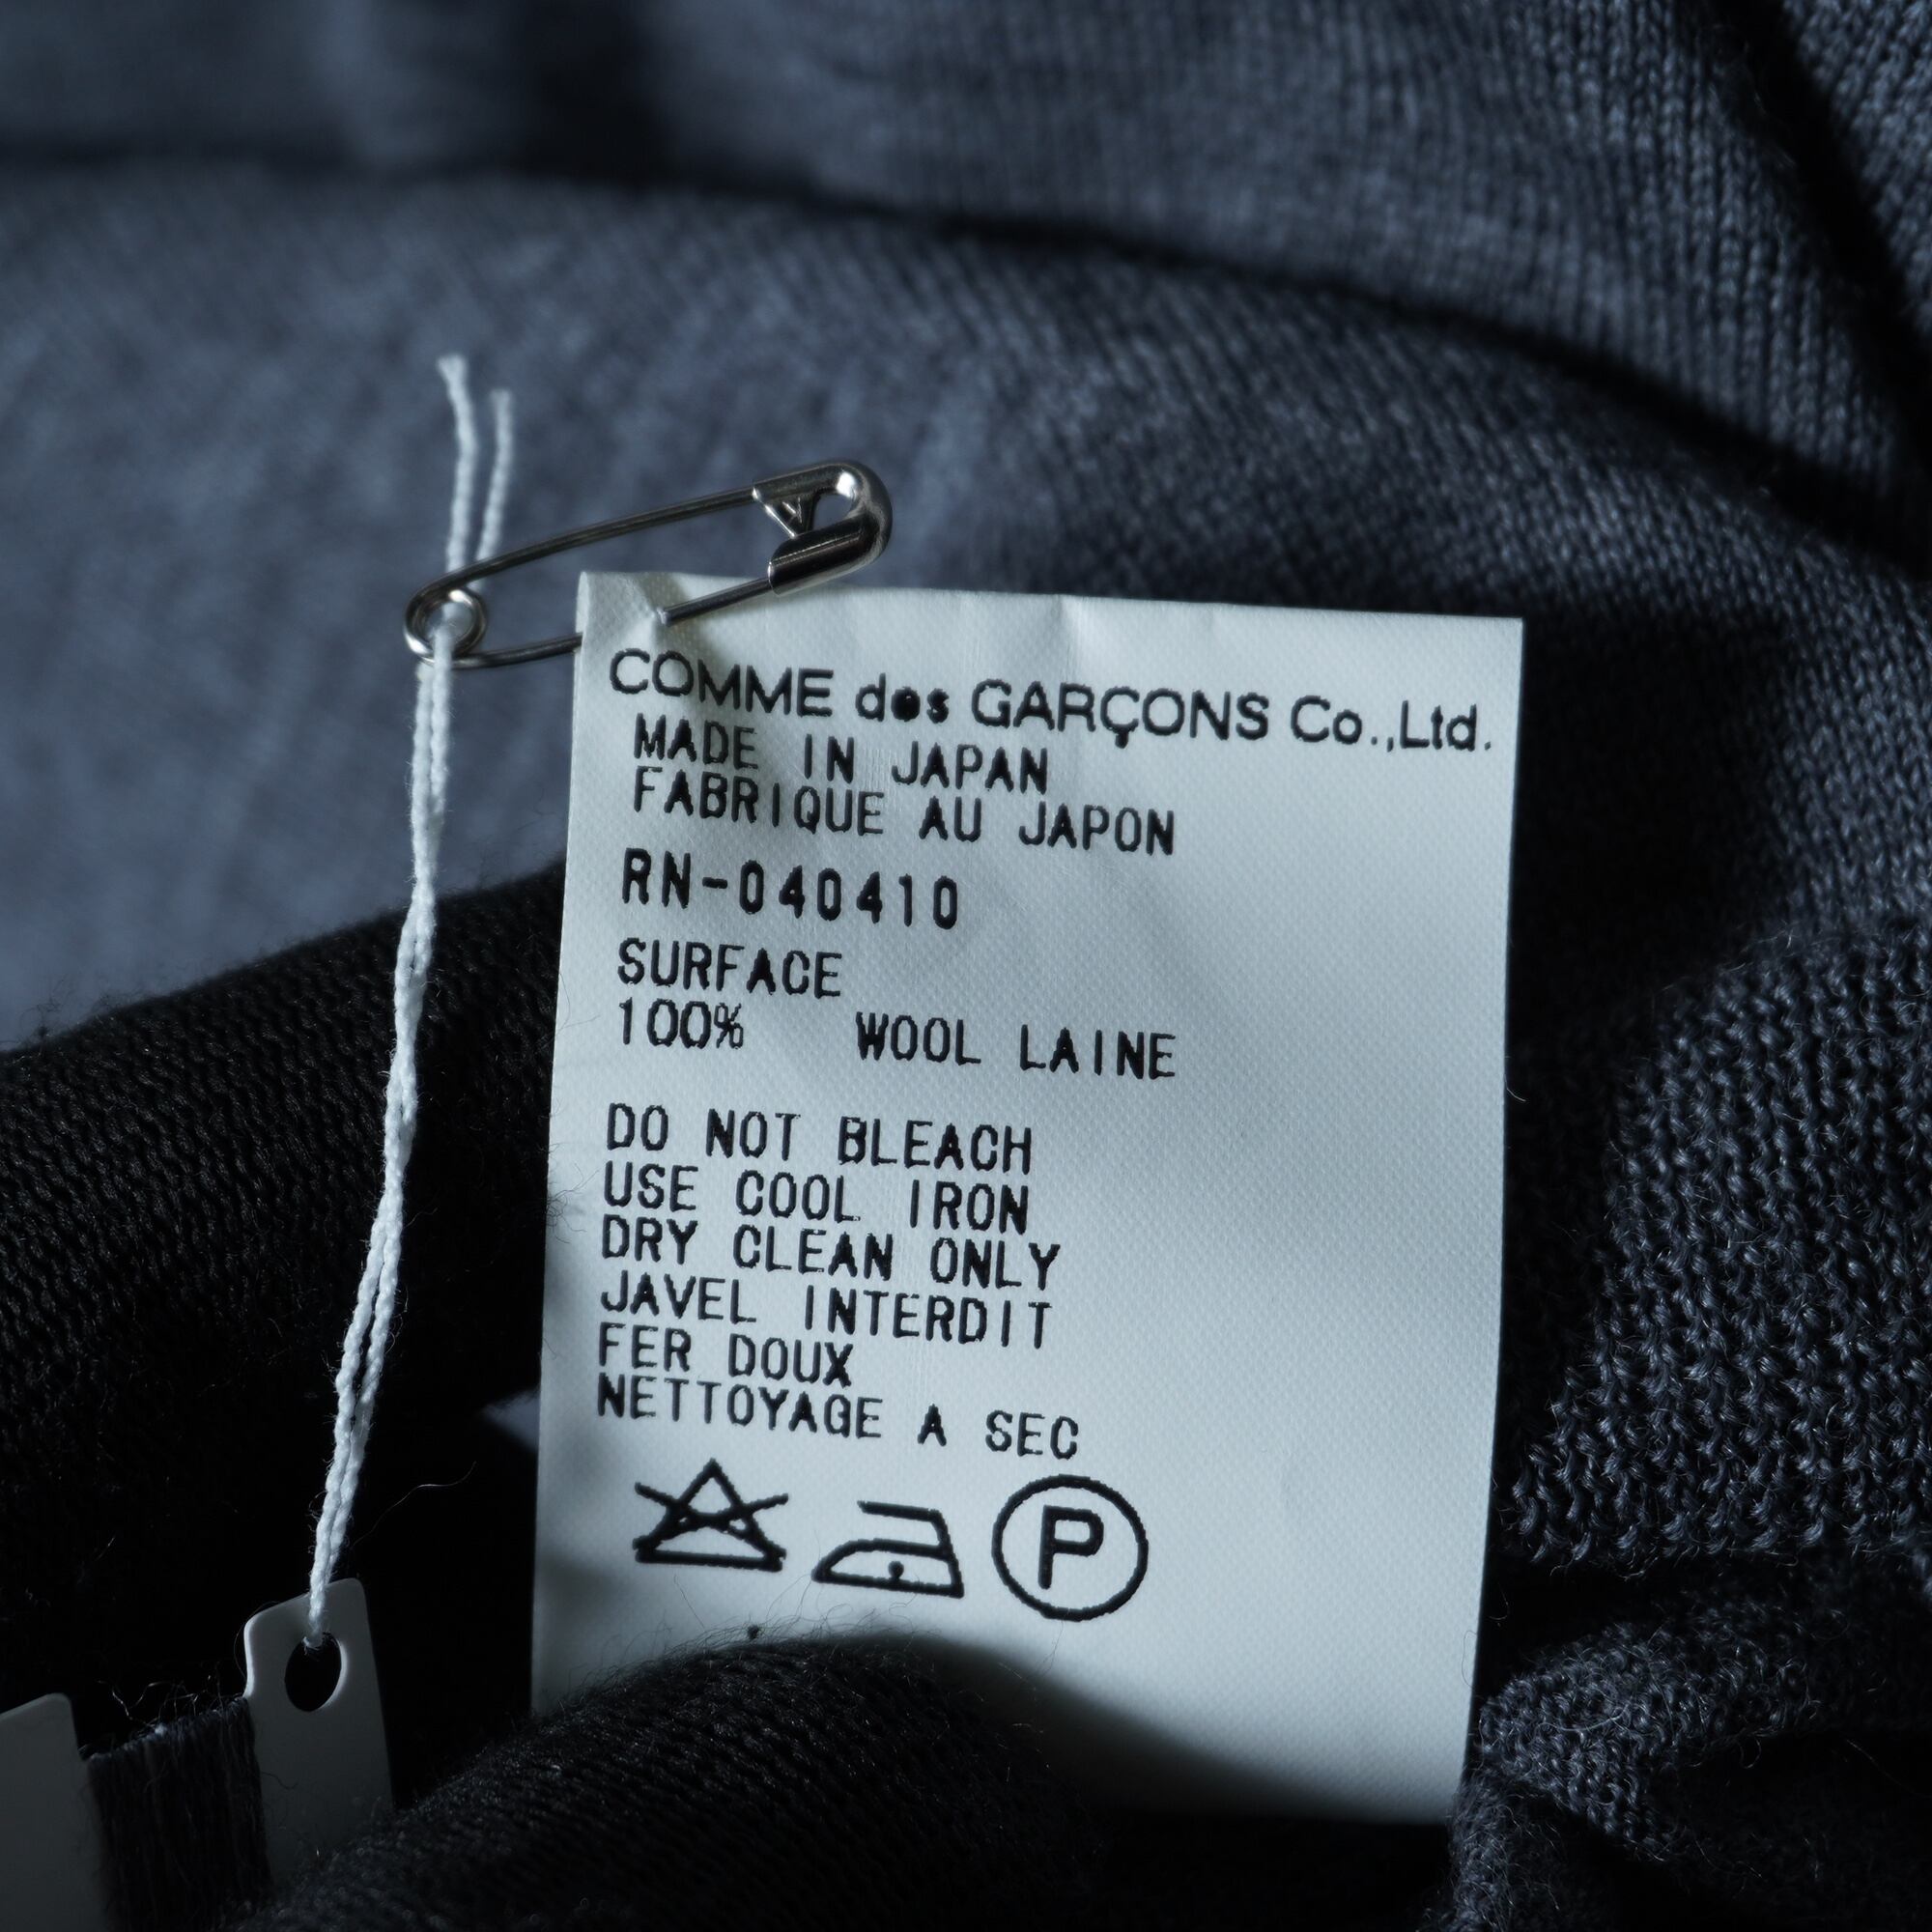 COMME des GARÇONS Co.,Ltd.
MADE IN JAPAN
FABRIQUE AU JAPON
RN-040410
SURFACE
100% WOOL LAINE
DO NOT BLEACH
USE COOL IRON
DRY CLEAN ONLY
JAVEL INTERDIT
FER DOUX
NETTOYAGE A SEC
P